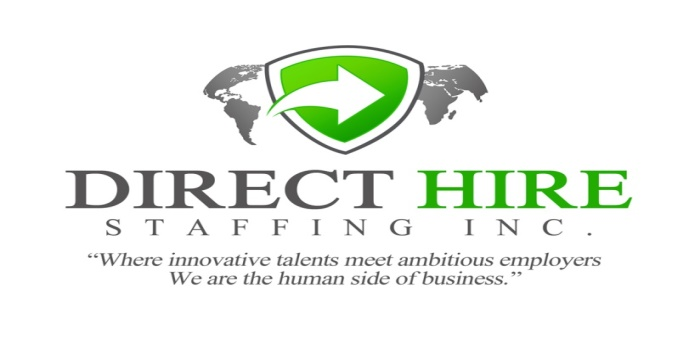 DIRECT HIRE
STAFFING INC.
“Where innovative talents meet ambitious employers
We are the human side of business.”